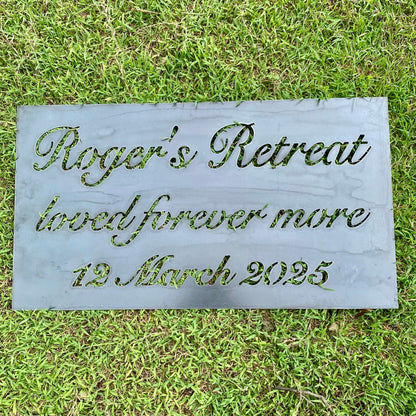 Roger's Retreat
loved forever more
12 March 2025